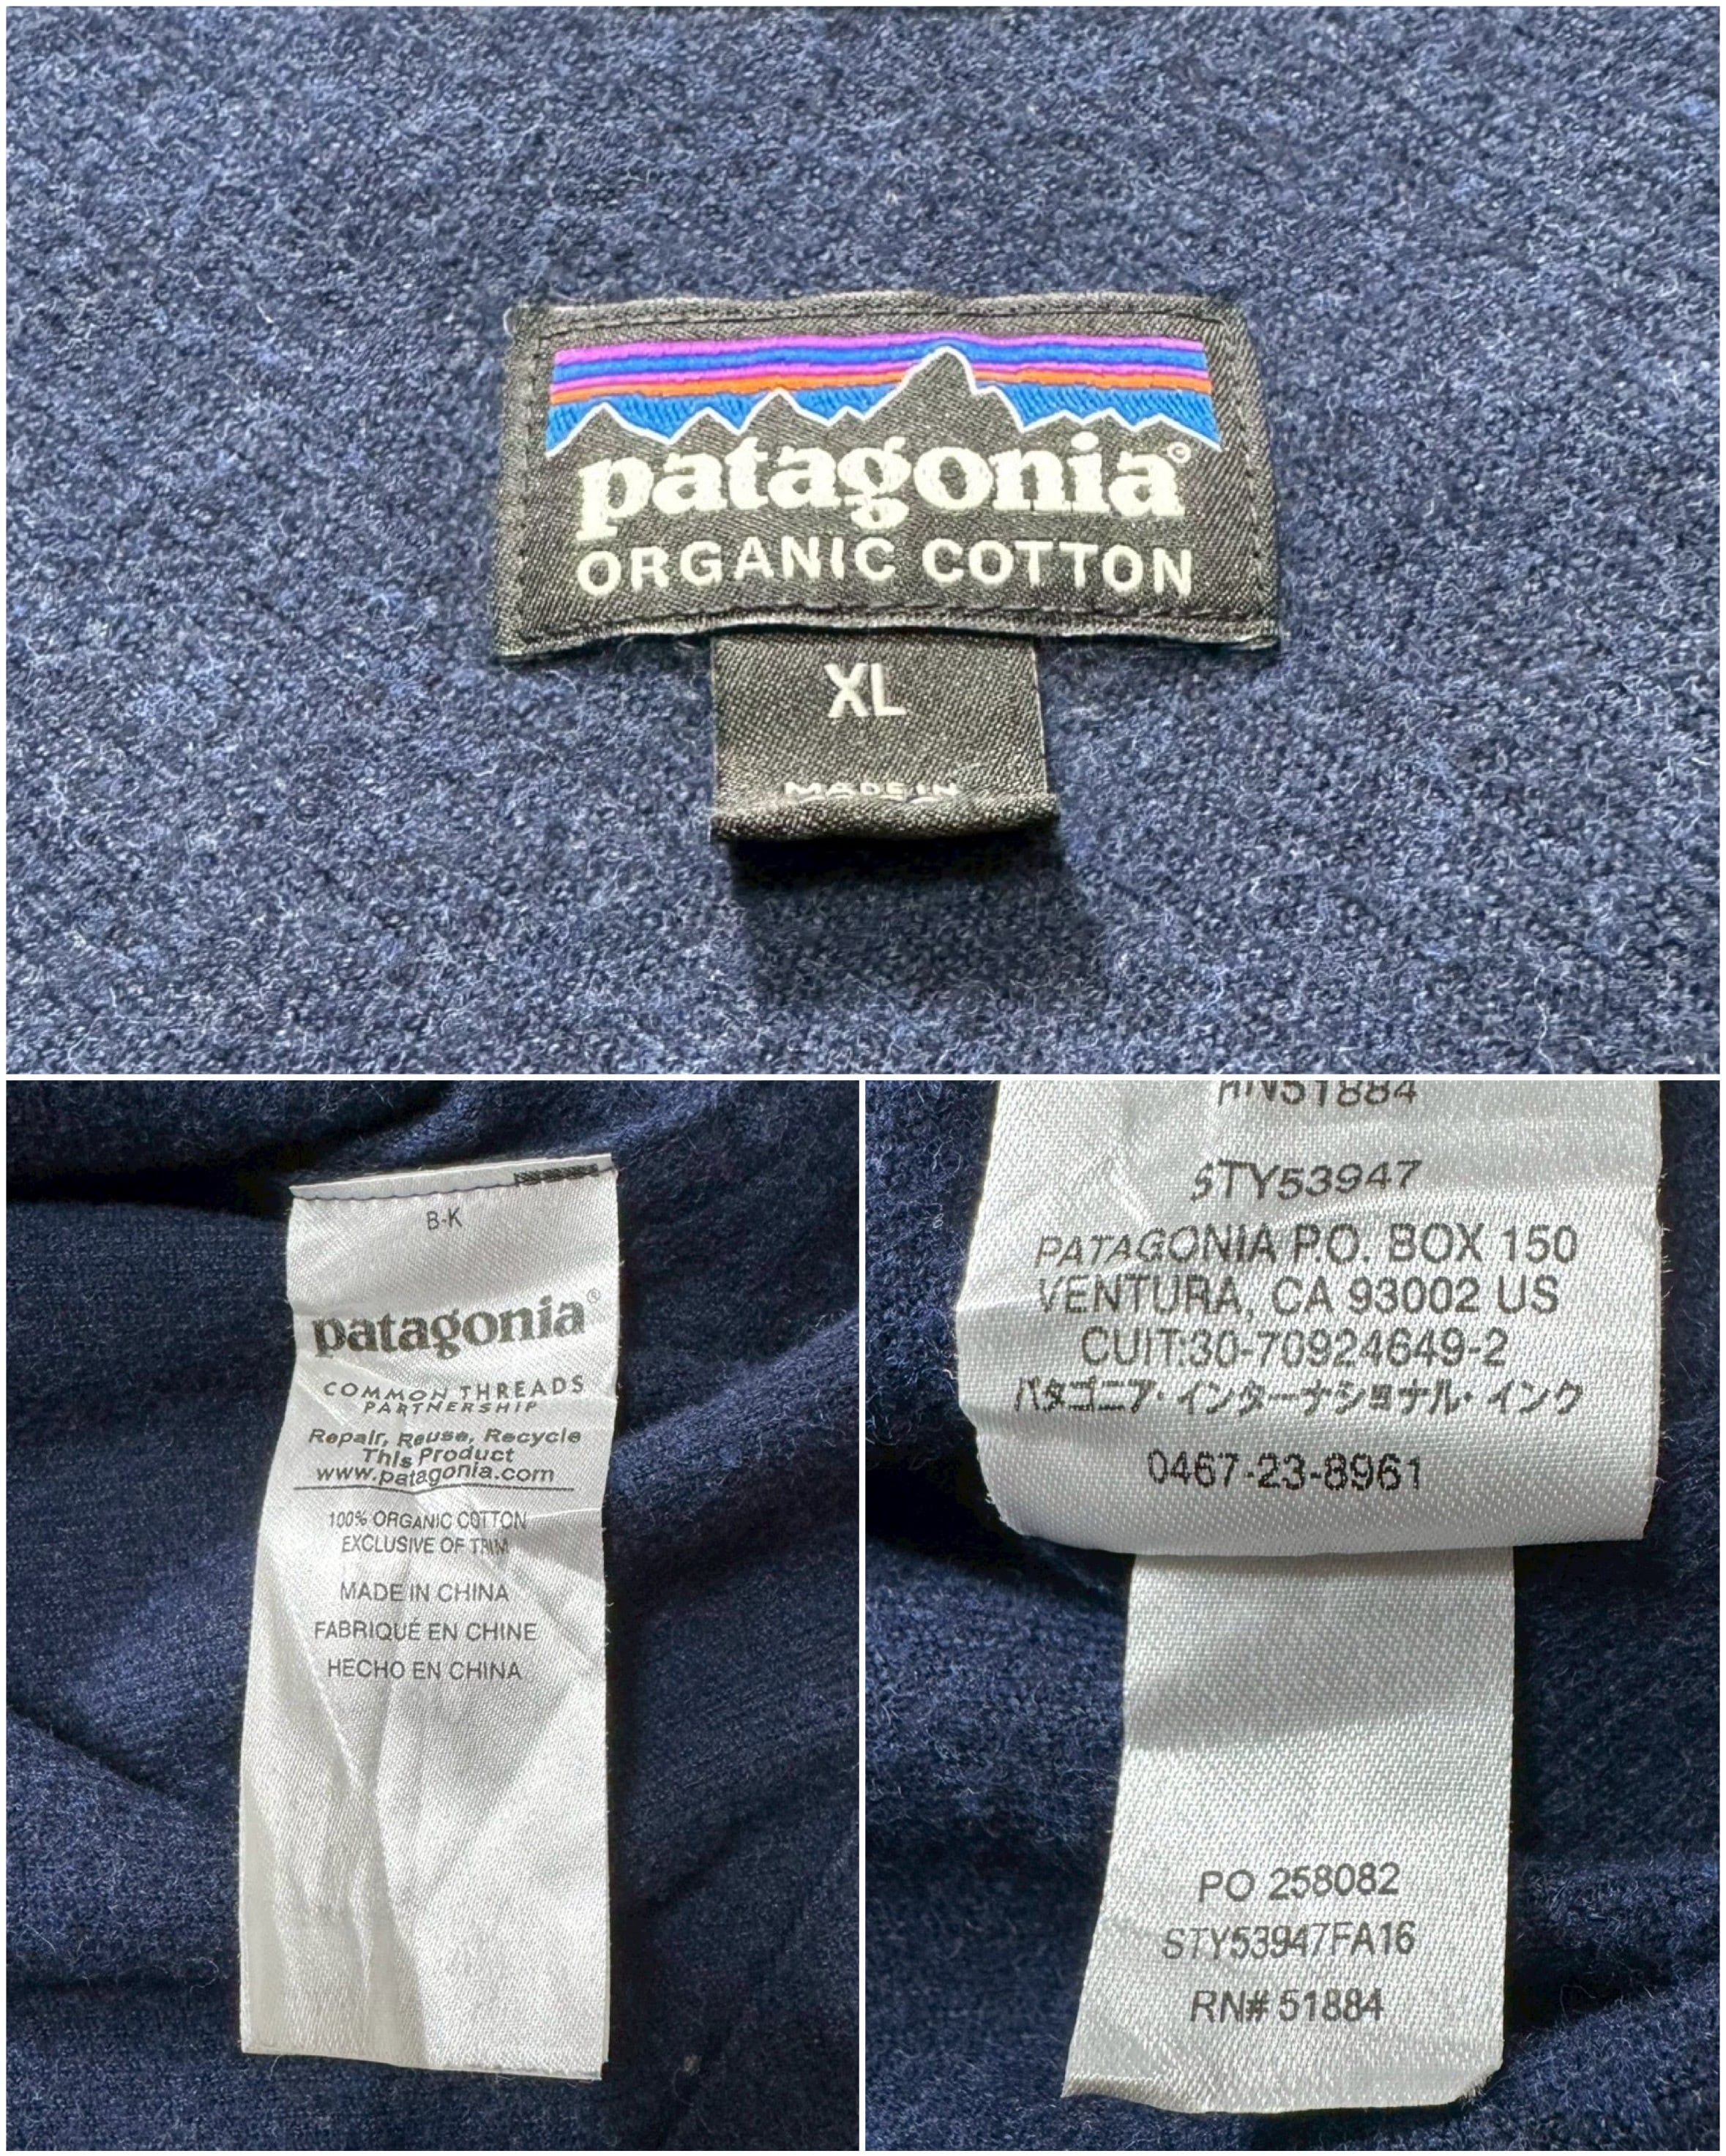 patagonia©
ORGANIC COTTON
XL
MADE IN
B-K
patagonia®
COMMON THREADS
PARTNERSHIP
Repair, Reuse, Recycle
This Product
www.patagonia.com
100% ORGANIC COTTON
EXCLUSIVE OF TRIM
MADE IN CHINA
FABRIQUÉ EN CHINE
HECHO EN CHINA
RN51884
STY53947
PATAGONIA P.O. BOX 150
VENTURA, CA 93002 US
CUIT:30-70924649-2
パタゴニア・インターナショナル・インク
0467-23-8961
PO 258082
STY53947FA16
RN# 51884